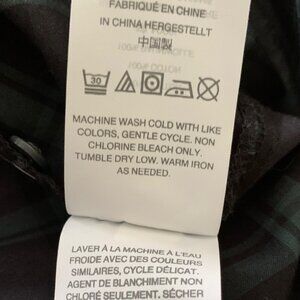 FABRIQUÉ EN CHINE
IN CHINA HERGESTELLT
中国製
30
MACHINE WASH COLD WITH LIKE
COLORS, GENTLE CYCLE. NON
CHLORINE BLEACH ONLY.
TUMBLE DRY LOW. WARM IRON
AS NEEDED.
LAVER À LA MACHINE À L'EAU
FROIDE AVEC DES COULEURS
SIMILAIRES, CYCLE DÉLICAT.
AGENT DE BLANCHIMENT NON
CHLORÉ SEULEMENT. SÉCHER